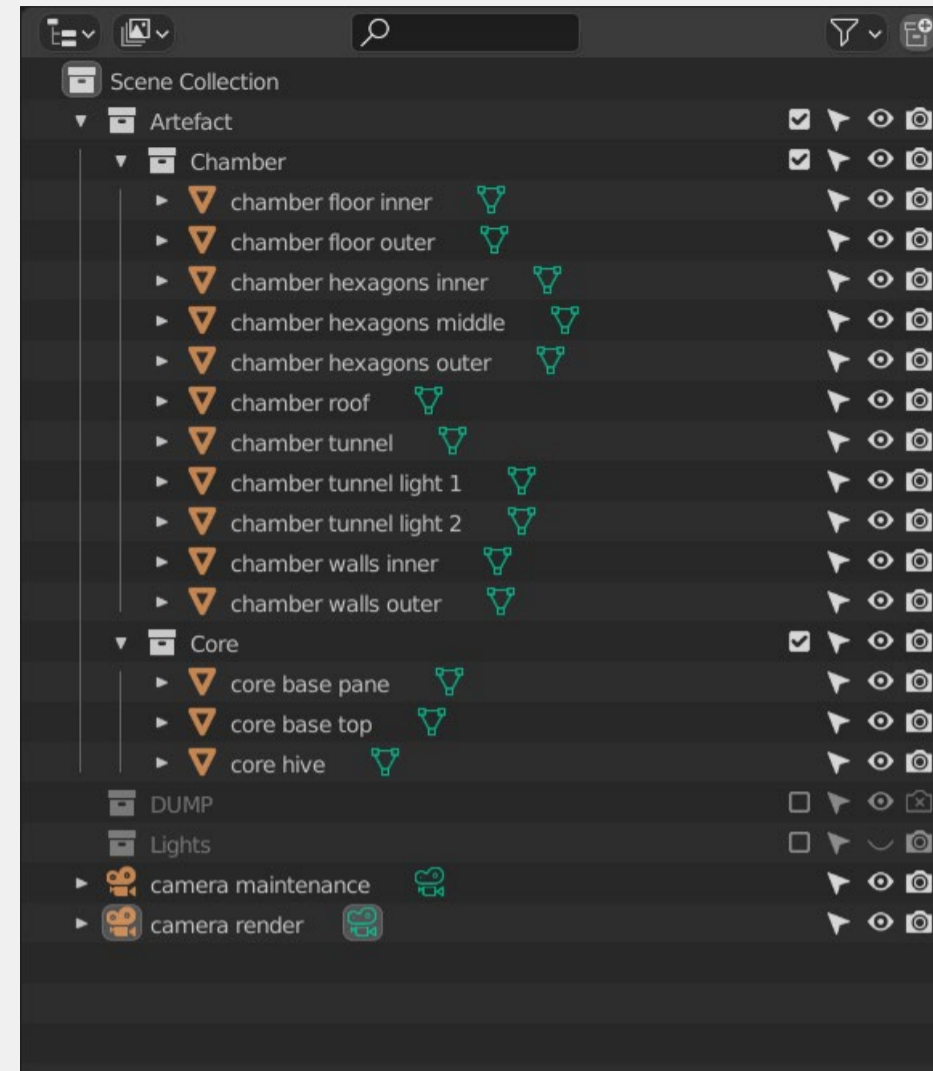 Scene Collection
Artefact
Chamber
chamber floor inner
chamber floor outer
chamber hexagons inner
chamber hexagons middle
chamber hexagons outer
chamber roof
chamber tunnel
chamber tunnel light 1
chamber tunnel light 2
chamber walls inner
chamber walls outer
Core
core base pane
core base top
core hive
DUMP
Lights
camera maintenance
camera render